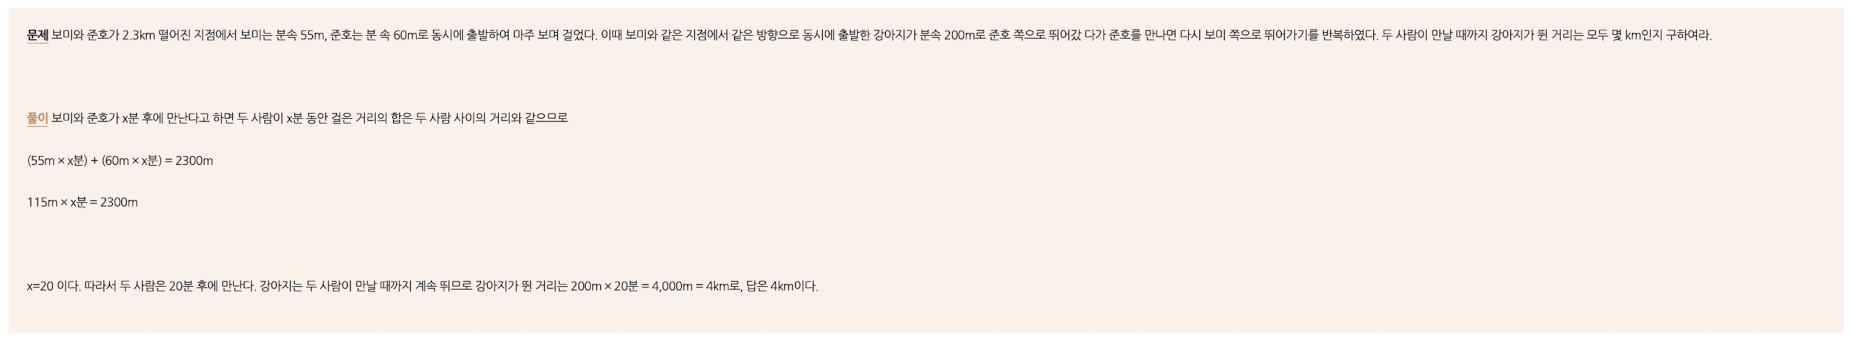 문제 보미와 준호가 2.3km 떨어진 지점에서 보미는 분속 55m, 준호는 분 속 60m로 동시에 출발하여 마주 보며 걸었다. 이때 보미와 같은 지점에서 같은 방향으로 동시에 출발한 강아지가 분속 200m로 준호 쪽으로 뛰어갔 다가 준호를 만나면 다시 보미 쪽으로 뛰어가기를 반복하였다. 두 사람이 만날 때까지 강아지가 뛴 거리는 모두 몇 km인지 구하여라.
풀이 보미와 준호가 x분 후에 만난다고 하면 두 사람이 x분 동안 걸은 거리의 합은 두 사람 사이의 거리와 같으므로
(55m × x분) + (60m × x분) = 2300m
115m × x분 = 2300m
x=20 이다. 따라서 두 사람은 20분 후에 만난다. 강아지는 두 사람이 만날 때까지 계속 뛰므로 강아지가 뛴 거리는 200m × 20분 = 4,000m = 4km로, 답은 4km이다.